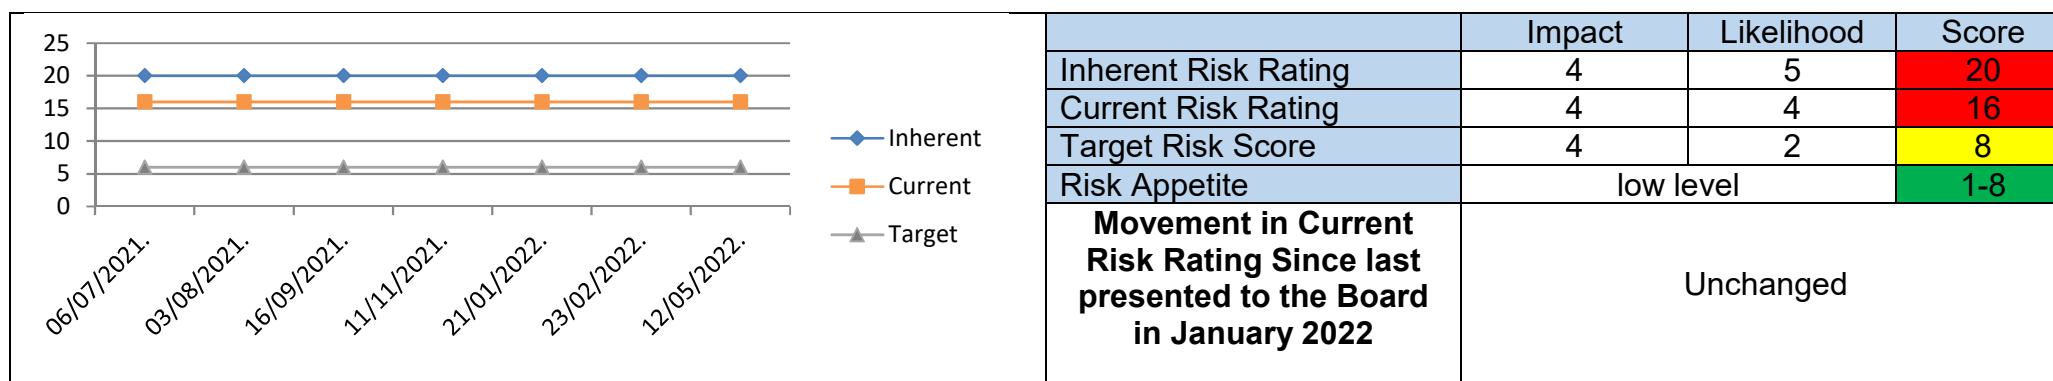 25
20
15
10
5
0
06/07/2021.
03/08/2021.
16/09/2021.
11/11/2021.
21/01/2022.
23/02/2022.
12/05/2022.
Inherent
Current
Target
Impact Likelihood Score
Inherent Risk Rating 4 5 20
Current Risk Rating 4 4 16
Target Risk Score 4 2 8
Risk Appetite low level 1-8
Movement in Current
Risk Rating Since last
presented to the Board
in January 2022
Unchanged